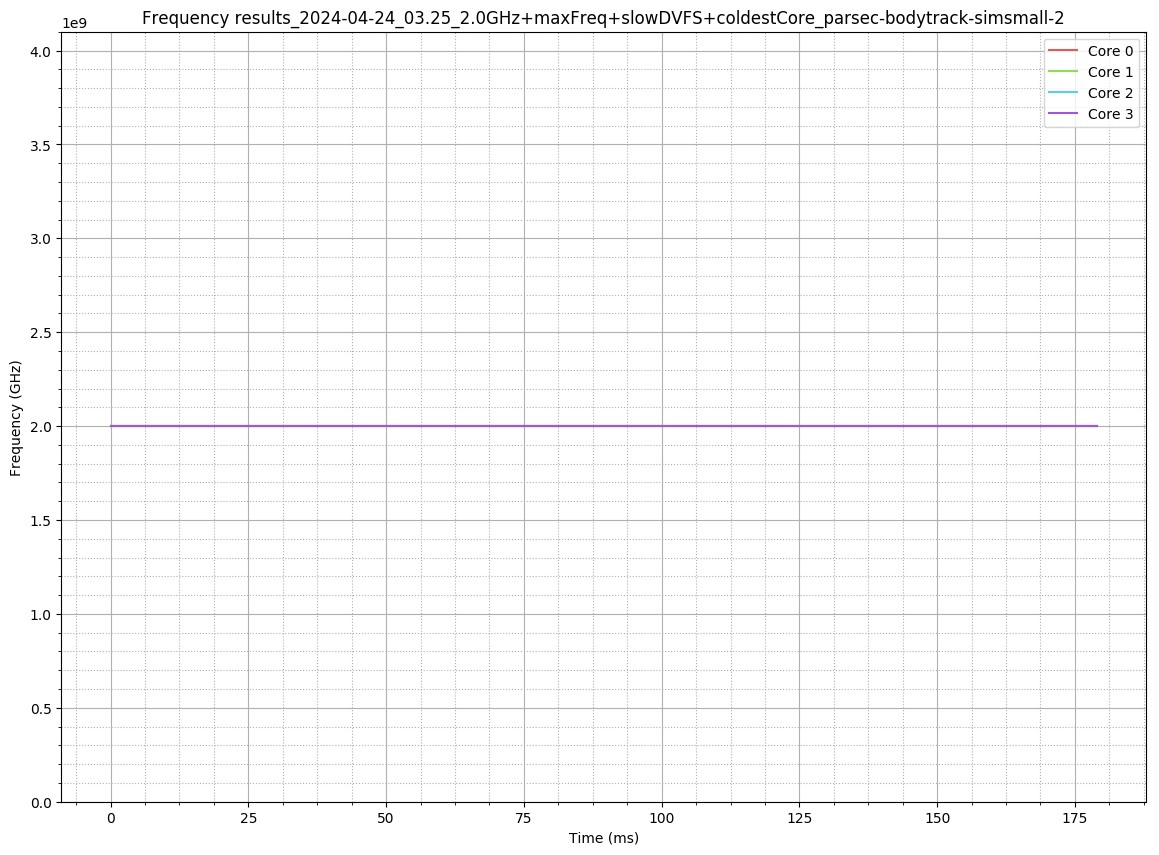 Frequency results_2024-04-24_03.25_2.0GHz+maxFreq+slowDVFS+coldestCore_parsec-bodytrack-simsmall-2
1e9
4.0
3.5
3.0
2.5
2.0
1.5
1.0
0.5
0.0
Frequency (GHz)
Core 0
Core 1
Core 2
Core 3
0 25 50 75 100 125 150 175
Time (ms)